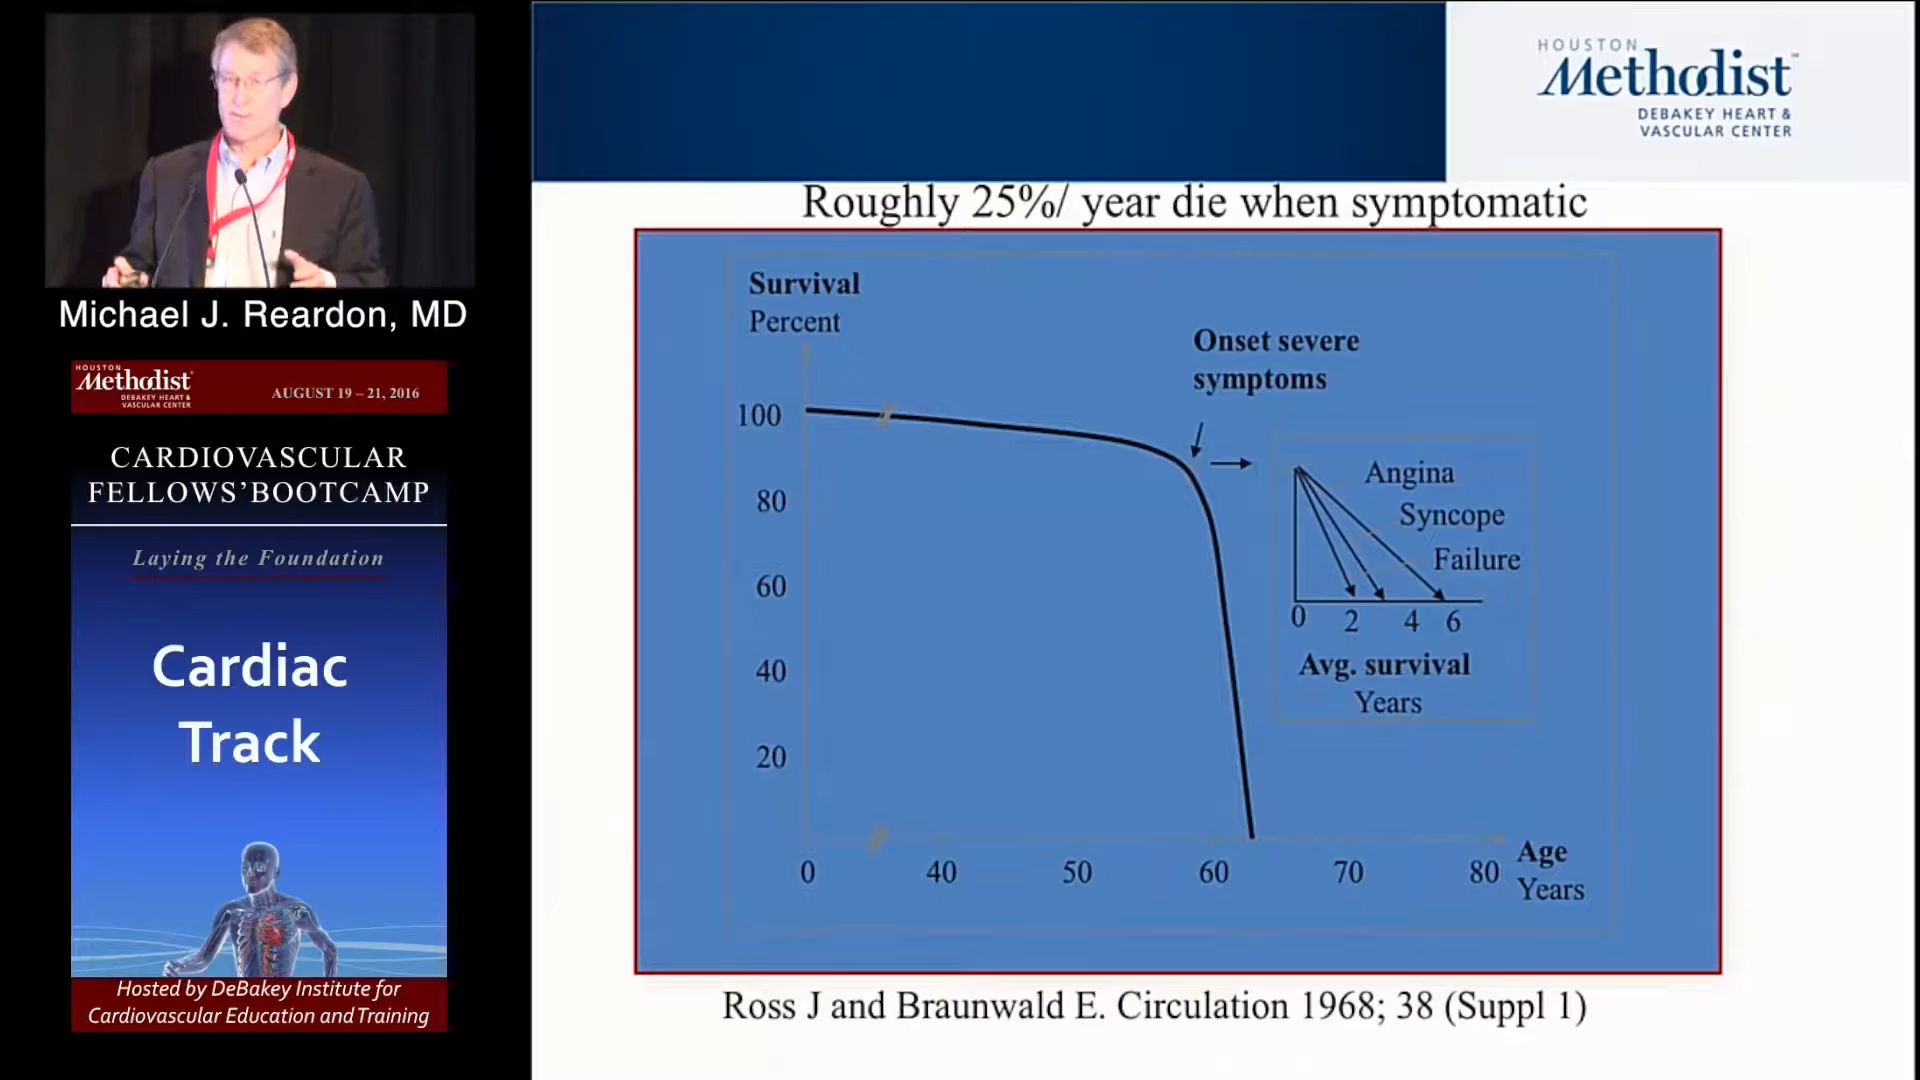 Michael J. Reardon, MD
HOUSTON
Methodist
DEBAKEY HEART &
VASCULAR CENTER
AUGUST 19 – 21, 2016
CARDIOVASCULAR
FELLOWS’BOOTCAMP
Laying the Foundation
Cardiac
Track
Hosted by DeBakey Institute for
Cardiovascular Education and Training
HOUSTON
Methodist™
DEBAKEY HEART &
VASCULAR CENTER
Roughly 25%/ year die when symptomatic
Survival
Percent
Onset severe
symptoms
100
80
60
40
20
Angina
Syncope
Failure
0 2 4 6
Avg. survival
Years
0 40 50 60 70 80
Age
Years
Ross J and Braunwald E. Circulation 1968; 38 (Suppl 1)